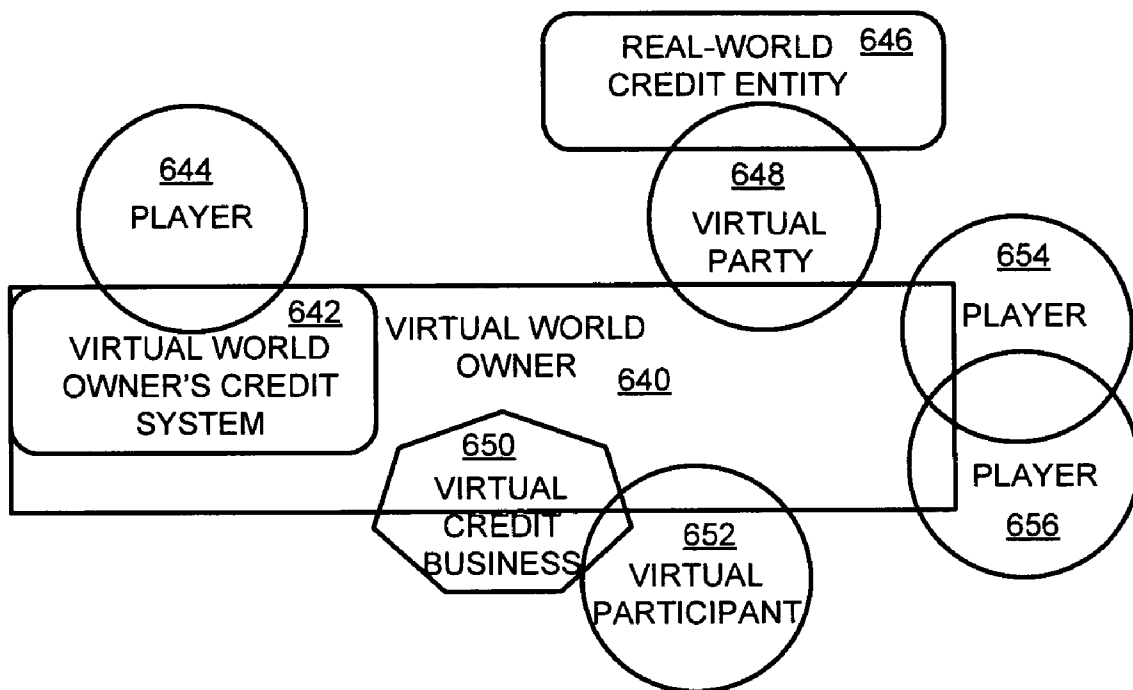 REAL-WORLD 646
CREDIT ENTITY
644
PLAYER
648
VIRTUAL
PARTY
654
PLAYER
642
VIRTUAL WORLD
OWNER'S CREDIT
SYSTEM
VIRTUAL WORLD
OWNER
640
650
VIRTUAL
CREDIT
BUSINESS
652
VIRTUAL
PARTICIPANT
PLAYER
656